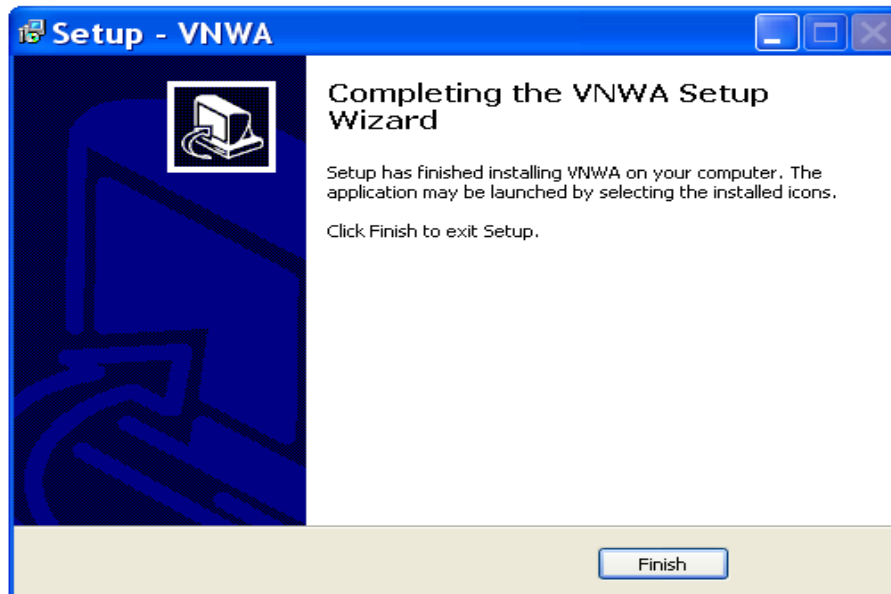 Setup - VNWA
Completing the VNWA Setup
Wizard
Setup has finished installing VNWA on your computer. The
application may be launched by selecting the installed icons.
Click Finish to exit Setup.
Finish